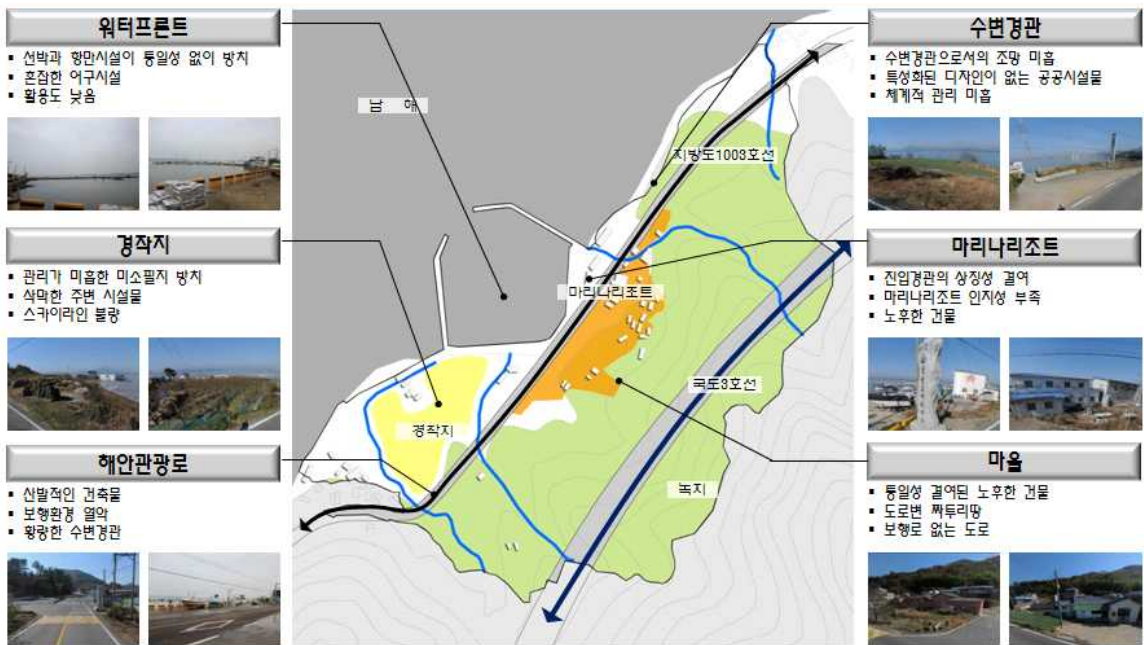 워터프론트
▪ 선박과 항만시설이 통일성 없이 방치
▪ 혼잡한 어구시설
▪ 활용도 낮음
경작지
▪ 관리가 미흡한 미소필지 방치
▪ 삭막한 주변 시설물
▪ 스카이라인 불량
해안관광로
▪ 산발적인 건축물
▪ 보행환경 열악
▪ 황량한 수변경관
남 해
지방도1003호선
마리나리조트
국도3호선
경작지
녹지
수변경관
▪ 수변경관으로서의 조망 미흡
▪ 특성화된 디자인이 없는 공공시설물
▪ 체계적 관리 미흡
마리나리조트
▪ 진입경관의 상징성 결여
▪ 마리나리조트 인지성 부족
▪ 노후한 건물
마을
▪ 통일성 결여된 노후한 건물
▪ 도로변 짜투리땅
▪ 보행로 없는 도로